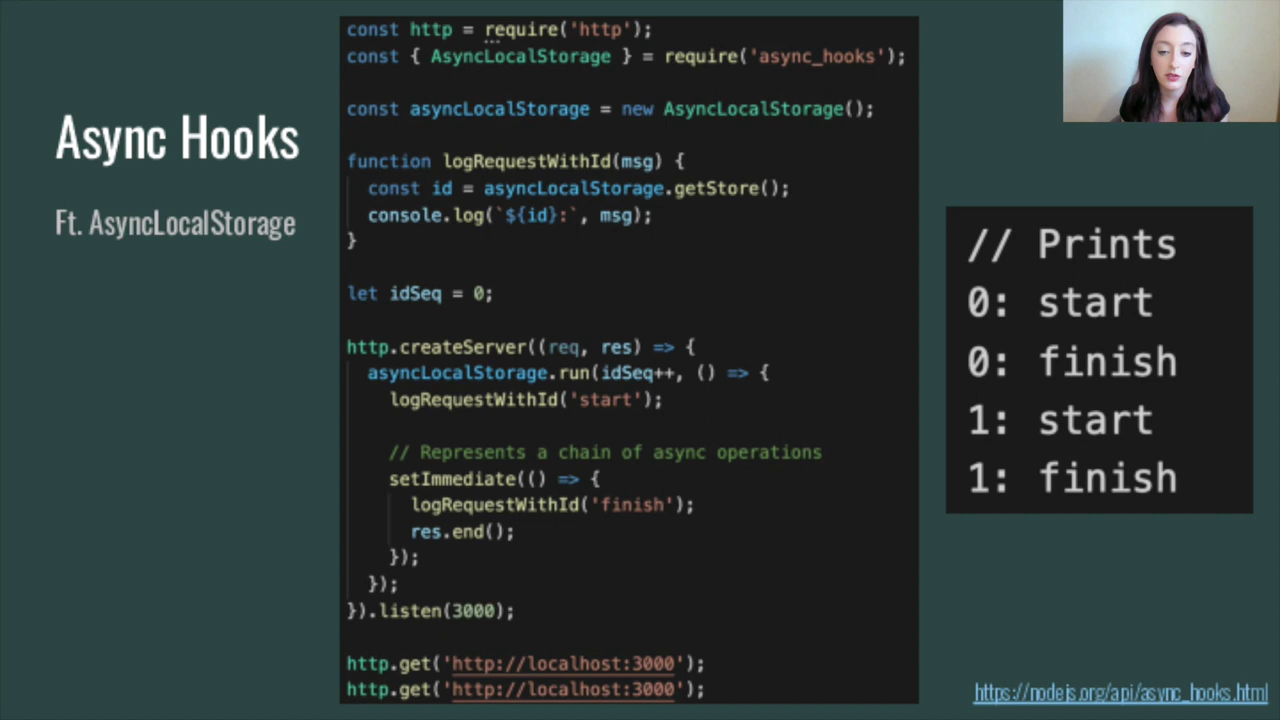 Async Hooks
Ft. AsyncLocalStorage
const http = require('http');
const { AsyncLocalStorage } = require('async_hooks');
const asyncLocalStorage = new AsyncLocalStorage();
function logRequestWithId(msg) {
const id = asyncLocalStorage.getStore();
console.log(`${id}:`, msg);
}
let idSeq = 0;
http.createServer((req, res) => {
asyncLocalStorage.run(idSeq++, () => {
logRequestWithId('start');
// Represents a chain of async operations
setImmediate(() => {
logRequestWithId('finish');
res.end();
});
});
}).listen(3000);
http.get('http://localhost:3000');
http.get('http://localhost:3000');
// Prints
0: start
0: finish
1: start
1: finish
https://nodejs.org/api/async_hooks.html